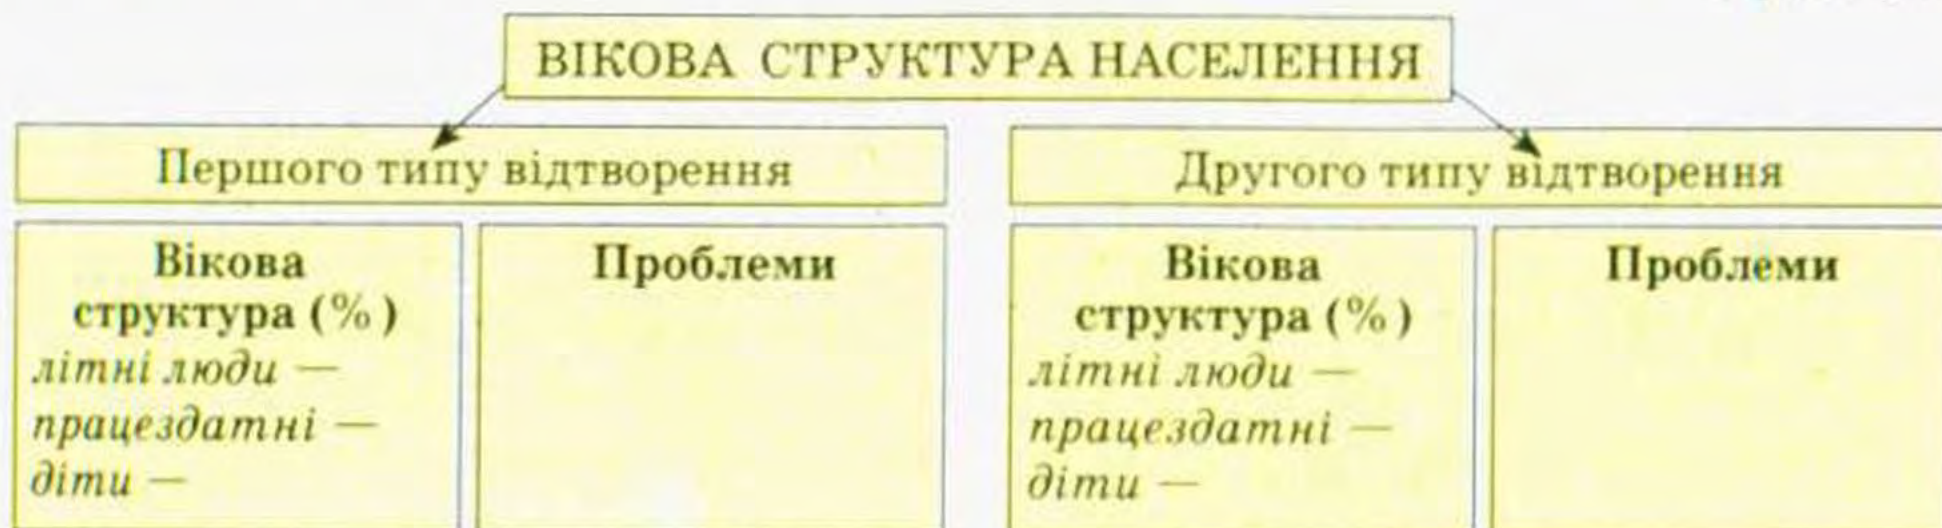 ВІКОВА СТРУКТУРА НАСЕЛЕННЯ
Першого типу відтворення
Вікова
структура (%)
літні люди —
працездатні —
діти —
Проблеми
Другого типу відтворення
Вікова
структура (%)
літні люди —
працездатні —
діти —
Проблеми